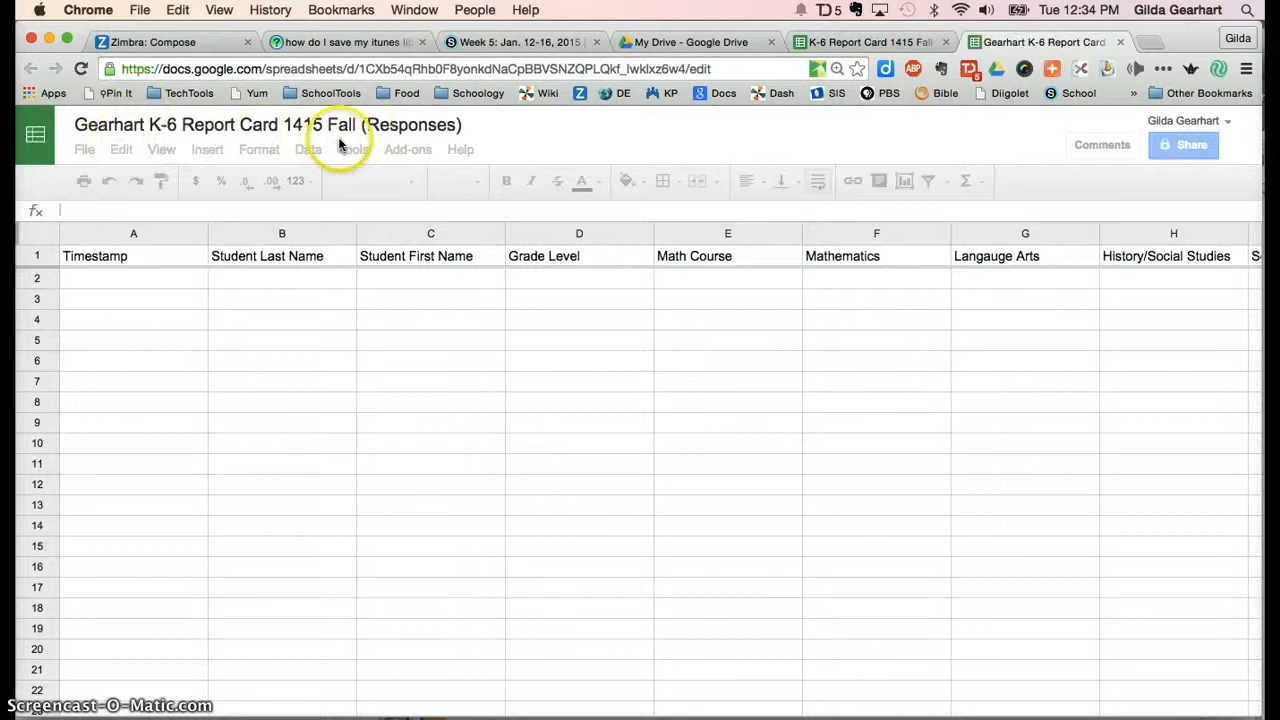 Chrome File Edit View History Bookmarks Window People Help 5 Tue 12:34 PM Gilda Gearhart
Zimbra: Compose how do I save my itunes lib Week 5: Jan. 12-16, 2015 | My Drive - Google Drive K-6 Report Card 1415 Fall Gearhart K-6 Report Card Gilda
https://docs.google.com/spreadsheets/d/1CXb54qRhb0F8yonkdNaCpBBVSNZQPLQkf_Iwklxz6w4/edit
Apps Pin It TechTools Yum SchoolTools Food Schoology Wiki DE KP Docs Dash SIS PBS Bible Diigolet School » Other Bookmarks
Gearhart K-6 Report Card 1415 Fall (Responses)
Gilda Gearhart
File Edit View Insert Format Data Tools Add-ons Help Comments Share
$ % .0 .00 123 B I S A Σ
fx
A B C D E F G H
1 Timestamp Student Last Name Student First Name Grade Level Math Course Mathematics Langauge Arts History/Social Studies
2
3
4
5
6
7
8
9
10
11
12
13
14
15
16
17
18
19
20
21
22
Screencast-O-Matic.com